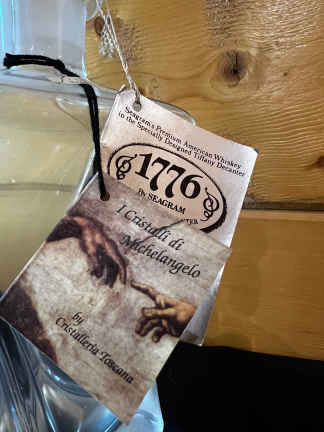 Seagram's Premium American Whiskey
in the Specially Designed Tiffany Decanter
1776
By SEAGRAM
I Cristalli di
Michelangelo
by
Cristalleria Toscana